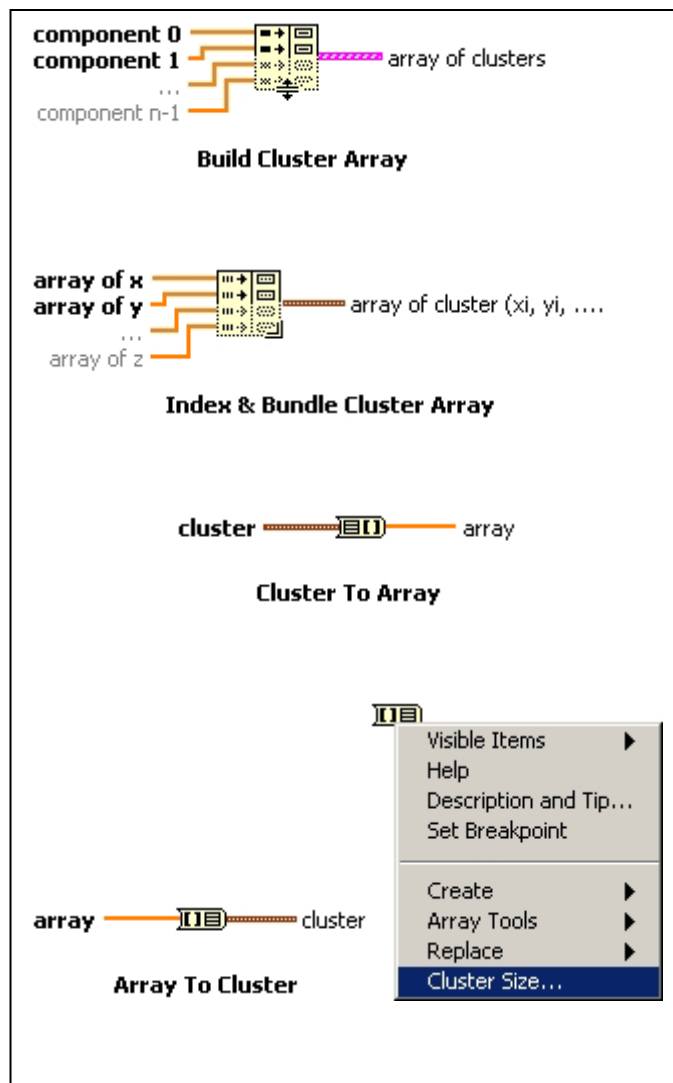 component 0
component 1
...
component n-1
array of clusters
Build Cluster Array
array of x
array of y
...
array of z
array of cluster (xi, yi, ....
Index & Bundle Cluster Array
cluster
array
Cluster To Array
Visible Items
Help
Description and Tip...
Set Breakpoint
Create
Array Tools
Replace
Cluster Size...
array
cluster
Array To Cluster